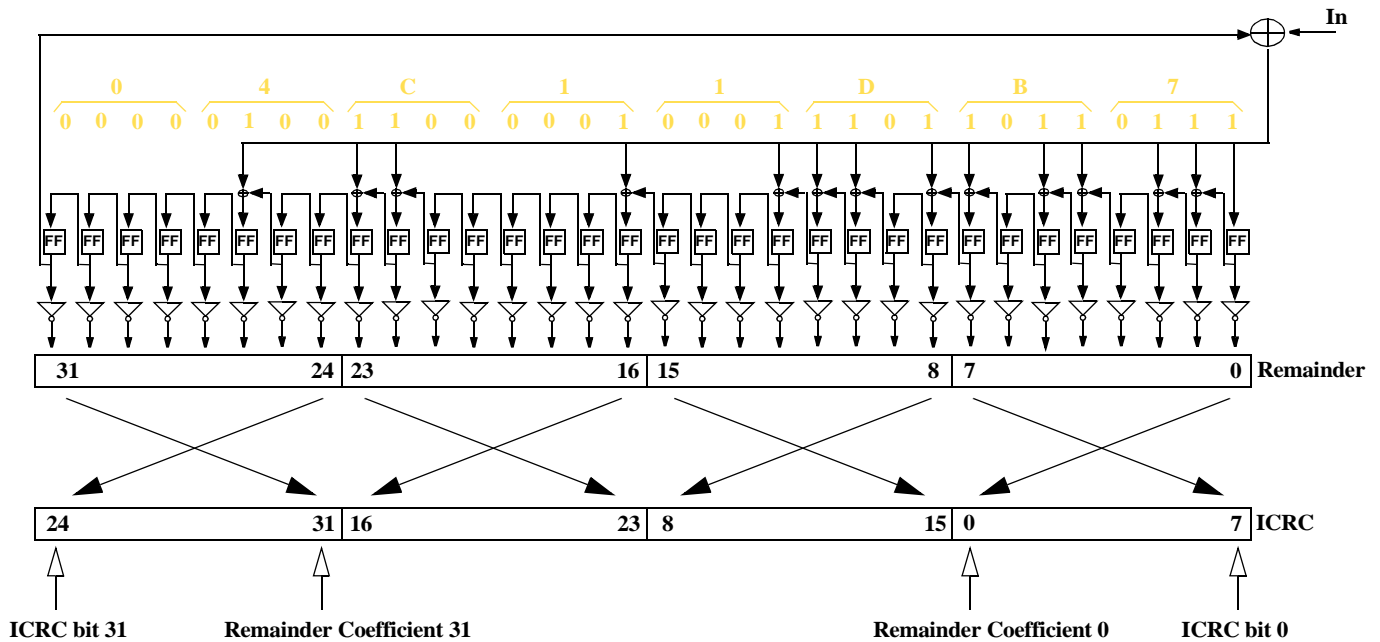 In
0 4 C 1 1 D B 7
0 0 0 0 0 1 0 0 1 1 0 0 0 0 0 1 0 0 0 1 1 1 0 1 1 0 1 1 0 1 1 1
FF FF FF FF FF FF FF FF FF FF FF FF FF FF FF FF FF FF FF FF FF FF FF FF FF FF FF FF FF FF FF FF
31 24 23 16 15 8 7 0 Remainder
24 31 16 23 8 15 0 7 ICRC
ICRC bit 31 Remainder Coefficient 31 Remainder Coefficient 0 ICRC bit 0